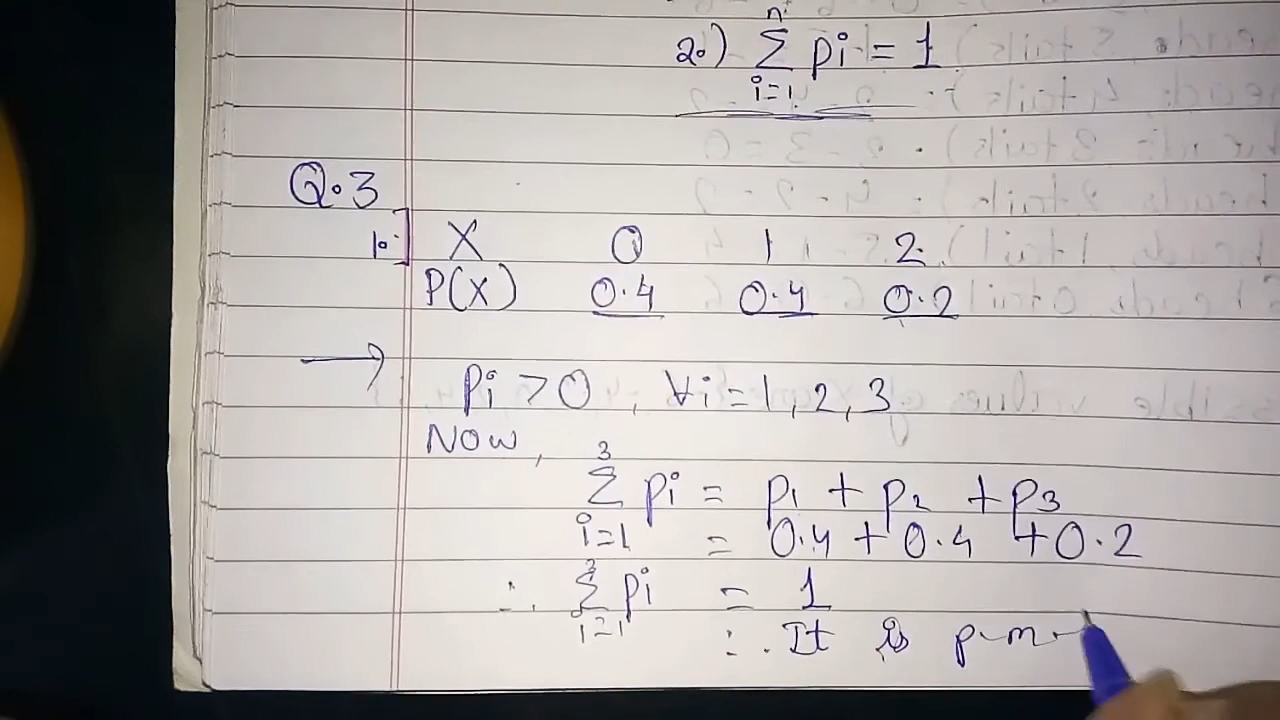 2.) n Σ i=1 pi = 1
Q.3
1. X 0 1 2
P(X) 0.4 0.4 0.2
→ Pi > 0, ∀i = 1, 2, 3
Now,
3 Σ i=1 pi = p1 + p2 + p3
= 0.4 + 0.4 + 0.2
∴ 3 Σ i=1 pi = 1
∴ It is p.m.